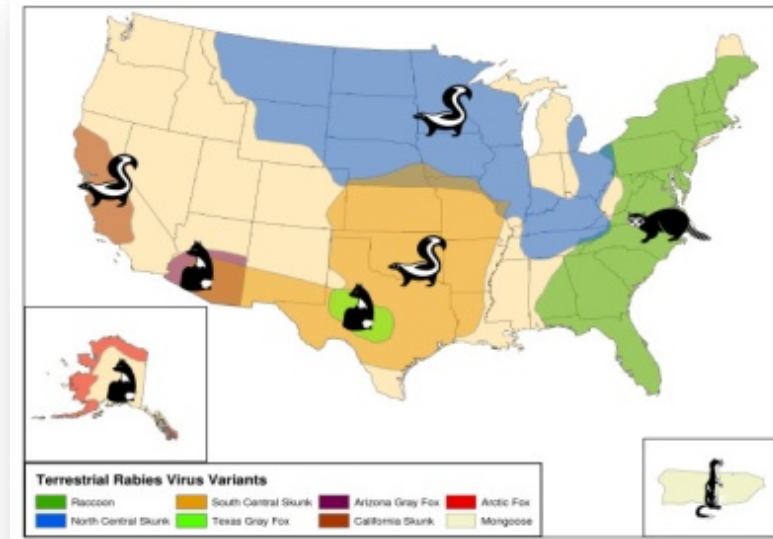 Terrestrial Rabies Virus Variants
Raccoon South Central Skunk Arizona Gray Fox Arctic Fox
North Central Skunk Texas Gray Fox California Skunk Mongoose